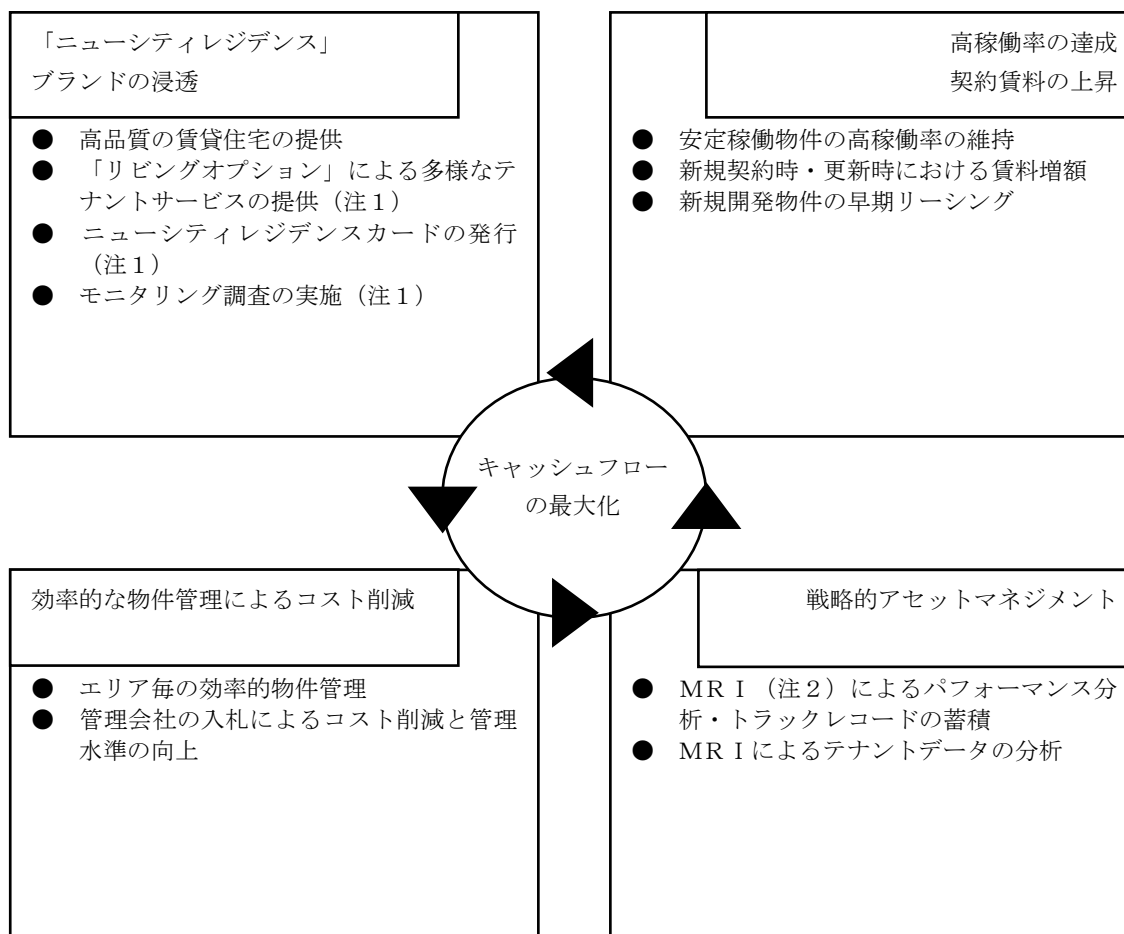 「ニューシティレジデンス」
ブランドの浸透
● 高品質の賃貸住宅の提供
● 「リビングオプション」による多様なテ
ナントサービスの提供（注１）
● ニューシティレジデンスカードの発行
（注１）
● モニタリング調査の実施（注１）
高稼働率の達成
契約賃料の上昇
● 安定稼働物件の高稼働率の維持
● 新規契約時・更新時における賃料増額
● 新規開発物件の早期リーシング
キャッシュフロー
の最大化
効率的な物件管理によるコスト削減
● エリア毎の効率的物件管理
● 管理会社の入札によるコスト削減と管理
水準の向上
戦略的アセットマネジメント
● ＭＲＩ（注２）によるパフォーマンス分
析・トラックレコードの蓄積
● ＭＲＩによるテナントデータの分析